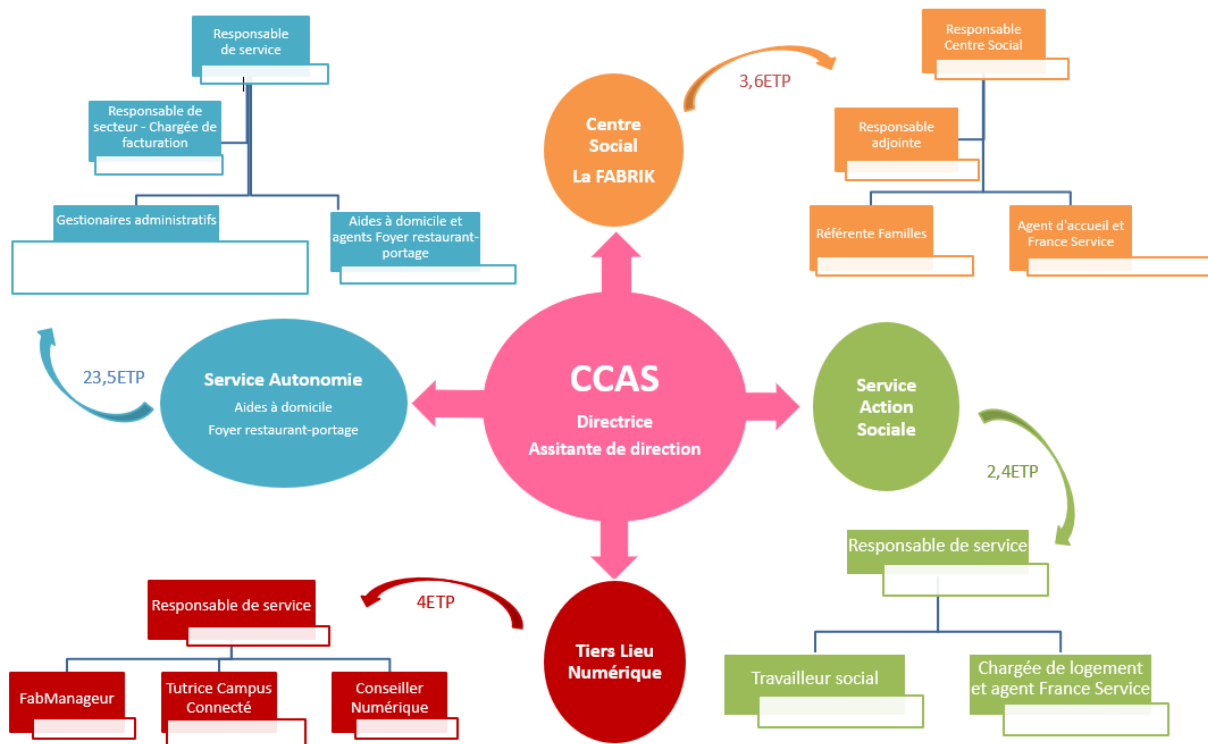 Responsable
de service
Responsable de
secteur - Chargée de
facturation
Gestionaires administratifs
Aides à domicile et
agents Foyer restaurant-
portage
23,5ETP
Service Autonomie
Aides à domicile
Foyer restaurant-portage
Centre
Social
La FABRIK
3,6ETP
Responsable
Centre Social
Responsable
adjointe
Référente Familles
Agent d'accueil et
France Service
CCAS
Directrice
Assitante de direction
Service
Action
Sociale
2,4ETP
Responsable de service
Travailleur social
Chargée de logement
et agent France Service
Tiers Lieu
Numérique
4ETP
Responsable de service
FabManageur
Tutrice Campus
Connecté
Conseiller
Numérique